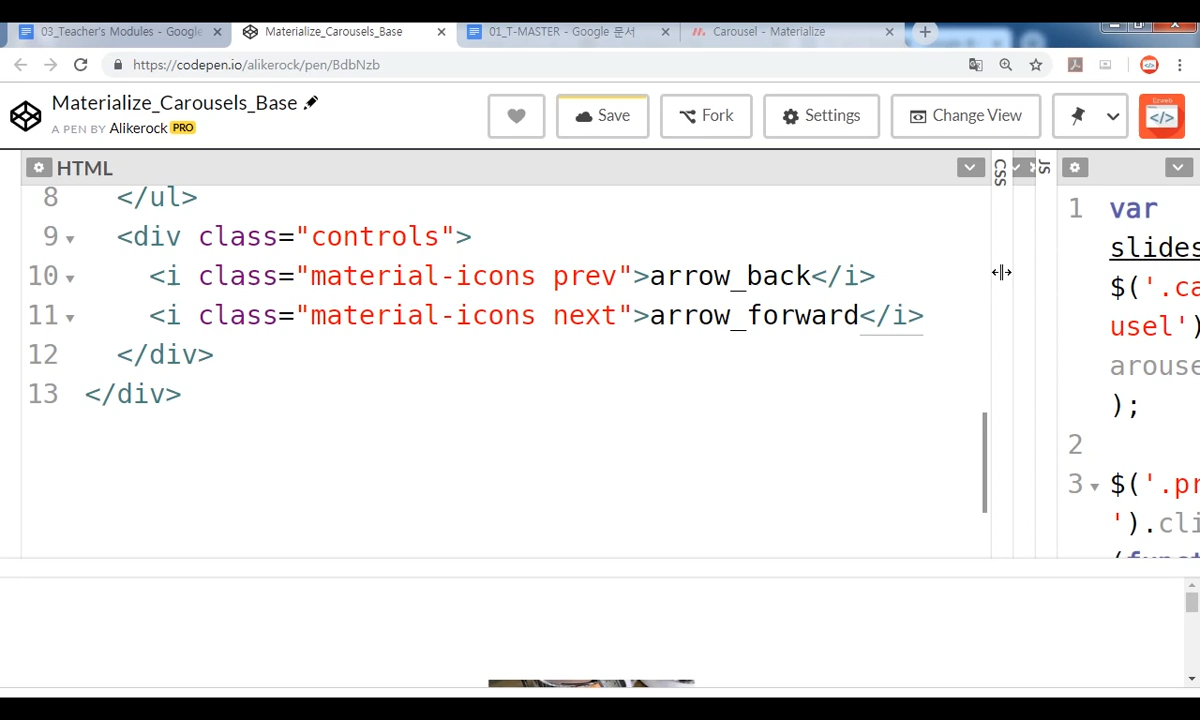 03_Teacher's Modules - Google
Materialize_Carousels_Base
01_T-MASTER - Google 문서
Carousel - Materialize
https://codepen.io/alikerock/pen/BdbNzb
Materialize_Carousels_Base
A PEN BY Alikerock PRO
Save
Fork
Settings
Change View
Ezweb
</>
HTML
CSS
JS
8 </ul>
9 <div class="controls">
10 <i class="material-icons prev">arrow_back</i>
11 <i class="material-icons next">arrow_forward</i>
12 </div>
13 </div>
1 var
slides
$('.ca
usel')
arouse
);
2
3 $('.pr
').cli
(funct